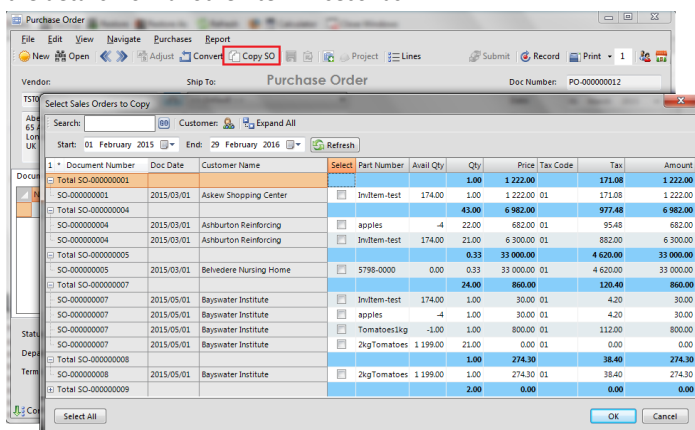 Purchase Order
File Edit View Navigate Purchases Report
New Open Adjust Convert Copy SO Project Lines Submit Record Print 1
Vendor: Ship To: Purchase Order Doc Number: PO-000000012
Select Sales Orders to Copy
Search: Customer: Expand All
Start: 01 February 2015 End: 29 February 2016 Refresh
1 * Document Number Doc Date Customer Name Select Part Number Avail Qty Qty Price Tax Code Tax Amount
Total SO-000000001 1.00 1 222.00 171.08 1 222.00
SO-000000001 2015/03/01 Askew Shopping Center InvItem-test 174.00 1.00 1 222.00 01 171.08 1 222.00
Total SO-000000004 43.00 6 982.00 977.48 6 982.00
SO-000000004 2015/03/01 Ashburton Reinforcing apples -4 22.00 682.00 01 95.48 682.00
SO-000000004 2015/03/01 Ashburton Reinforcing InvItem-test 174.00 21.00 6 300.00 01 882.00 6 300.00
Total SO-000000005 0.33 33 000.00 4 620.00 33 000.00
SO-000000005 2015/03/01 Belvedere Nursing Home 5798-0000 0.00 0.33 33 000.00 01 4 620.00 33 000.00
Total SO-000000007 24.00 860.00 120.40 860.00
SO-000000007 2015/05/01 Bayswater Institute InvItem-test 174.00 1.00 30.00 01 4.20 30.00
SO-000000007 2015/05/01 Bayswater Institute apples -4 1.00 30.00 01 4.20 30.00
SO-000000007 2015/05/01 Bayswater Institute Tomatoes1kg -1.00 1.00 800.00 01 112.00 800.00
SO-000000007 2015/05/01 Bayswater Institute 2kgTomatoes 1 199.00 21.00 0.00 01 0.00 0.00
Total SO-000000008 1.00 274.30 38.40 274.30
SO-000000008 2015/05/01 Bayswater Institute 2kgTomatoes 1 199.00 1.00 274.30 01 38.40 274.30
Total SO-000000009 2.00 0.00 0.00 0.00
Select All OK Cancel